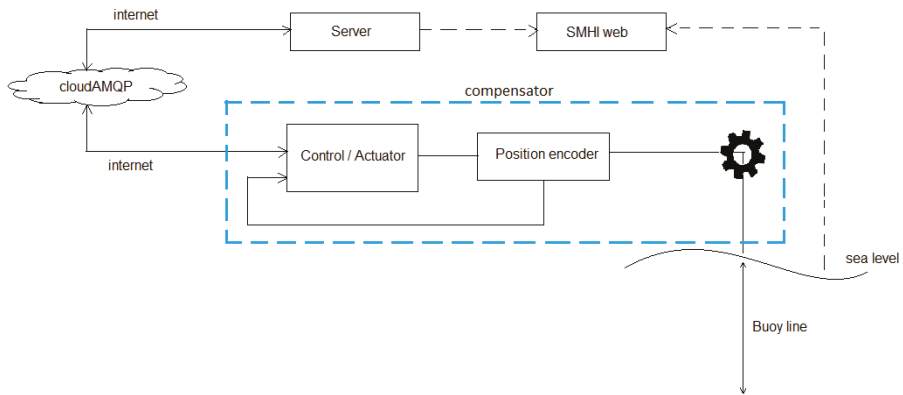 internet
Server
SMHI web
cloudAMQP
compensator
internet
Control / Actuator
Position encoder
sea level
Buoy line